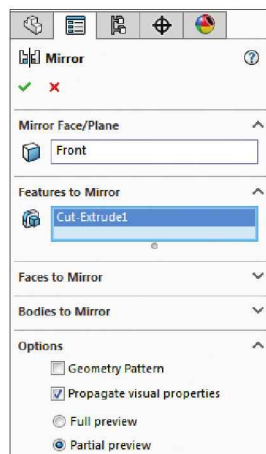 Mirror
Mirror Face/Plane
Front
Features to Mirror
Cut-Extrude1
Faces to Mirror
Bodies to Mirror
Options
Geometry Pattern
Propagate visual properties
Full preview
Partial preview